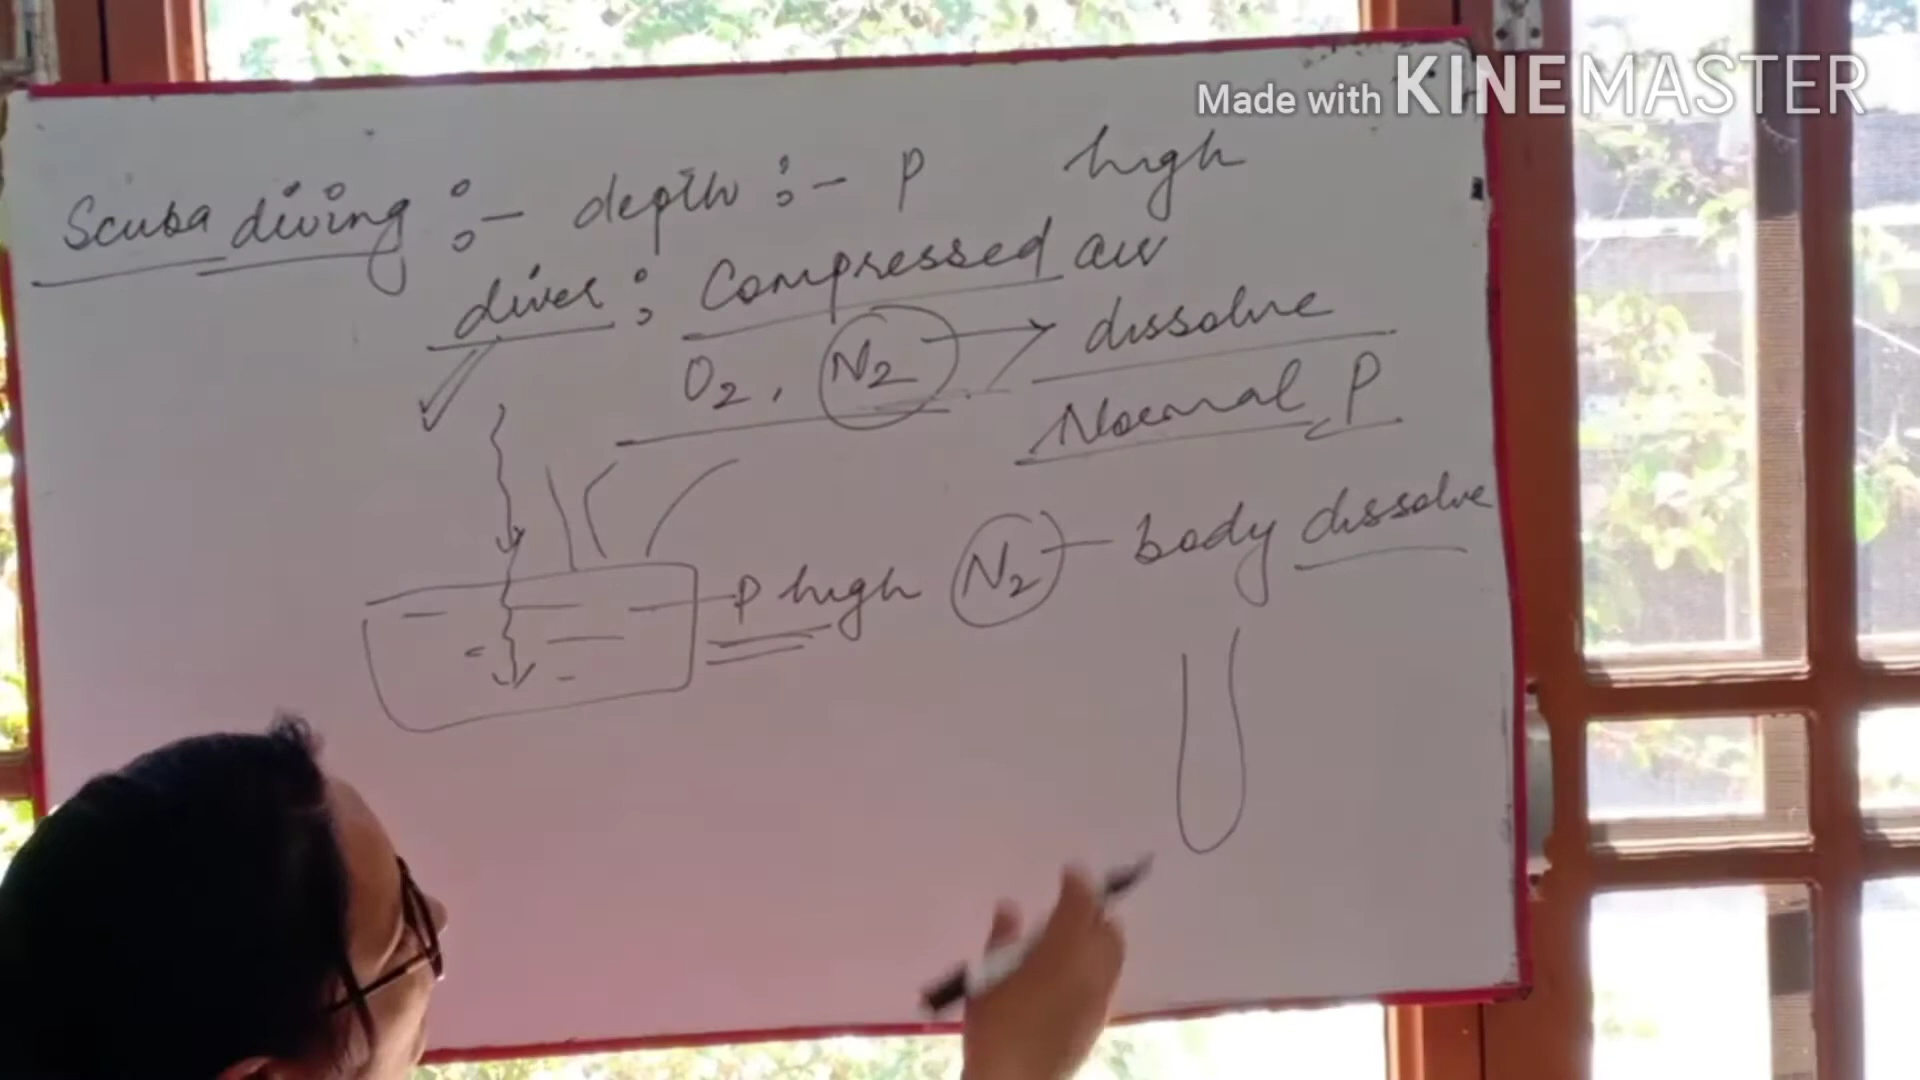 Made with KINEMASTER
Scuba diving :- depth :- P high
diver : Compressed air
O2, N2 → dissolve
Normal P
P high N2 - body dissolve